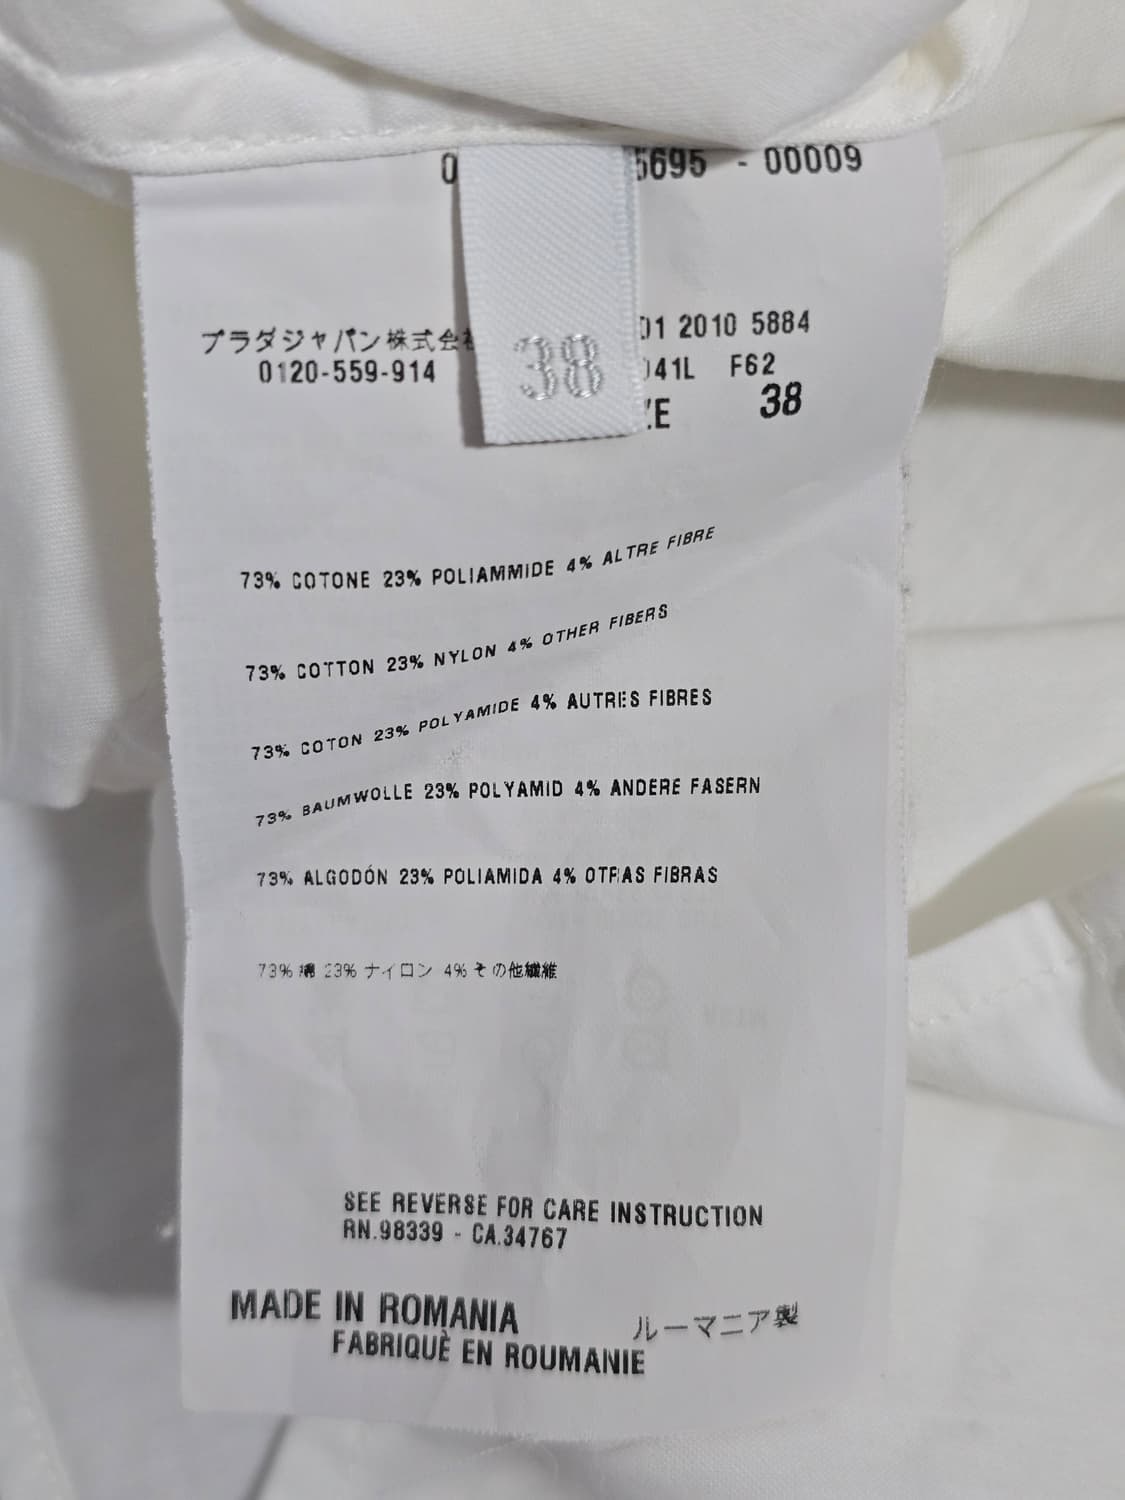 0 5695 - 00009
プラダジャパン株式会社 01 2010 5884
0120-559-914 041L F62
38
ZE 38
73% COTONE 23% POLIAMMIDE 4% ALTRE FIBRE
73% COTTON 23% NYLON 4% OTHER FIBERS
73% COTON 23% POLYAMIDE 4% AUTRES FIBRES
73% BAUMWOLLE 23% POLYAMID 4% ANDERE FASERN
73% ALGODÓN 23% POLIAMIDA 4% OTRAS FIBRAS
73% 綿 23% ナイロン 4% その他繊維
SEE REVERSE FOR CARE INSTRUCTION
RN.98339 - CA.34767
MADE IN ROMANIA ルーマニア製
FABRIQUÈ EN ROUMANIE